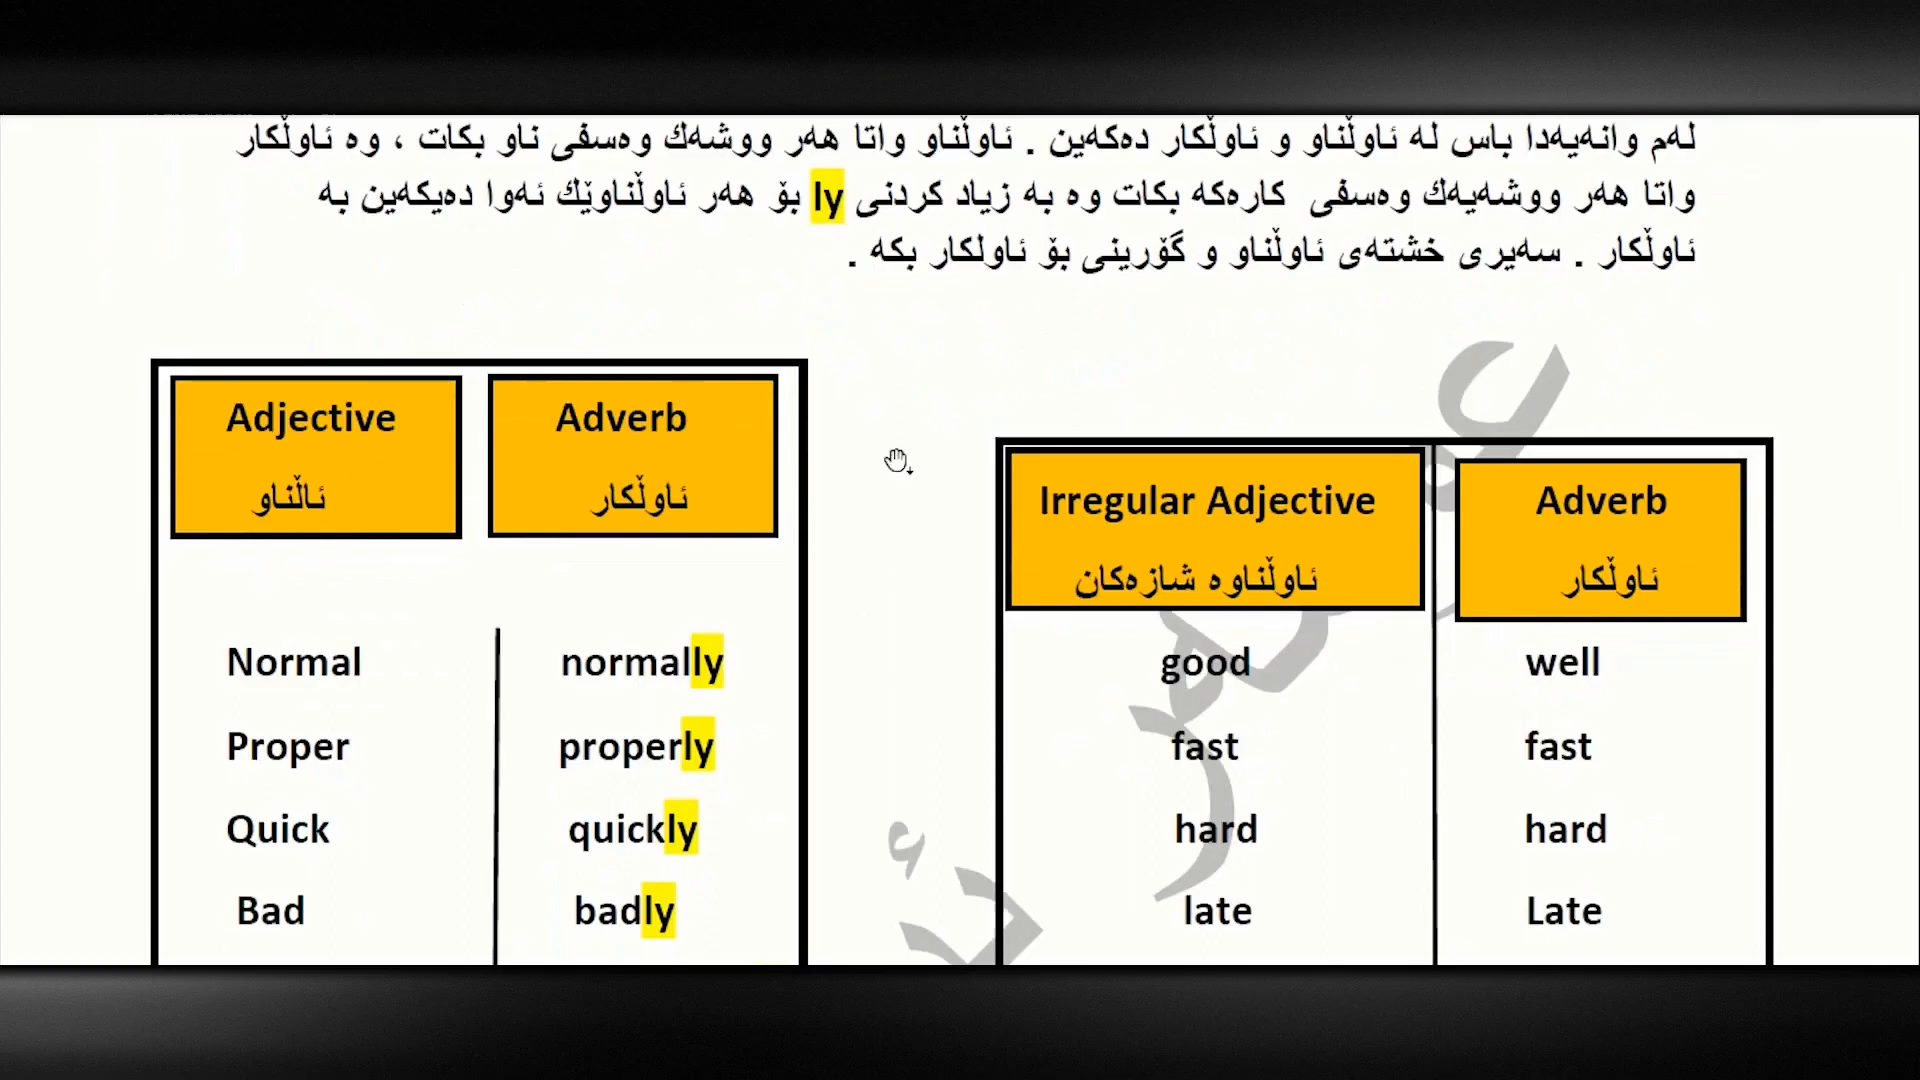 لەم وانەیەدا باس لە ئاوڵناو و ئاوڵکار دەکەین . ئاوڵناو واتا هەر ووشەك وەسفی ناو بکات ، وە ئاوڵکار
واتا هەر ووشەیەك وەسفی کارەکە بکات وە بە زیاد کردنی ly بۆ هەر ئاوڵناوێك ئەوا دەیکەین بە
ئاوڵکار . سەیری خشتەی ئاوڵناو و گۆرینی بۆ ئاولکار بکە .
Adjective Adverb
ئاڵناو ئاوڵکار
Normal normally
Proper properly
Quick quickly
Bad badly
Irregular Adjective Adverb
ئاوڵناوە شازەکان ئاوڵکار
good well
fast fast
hard hard
late Late